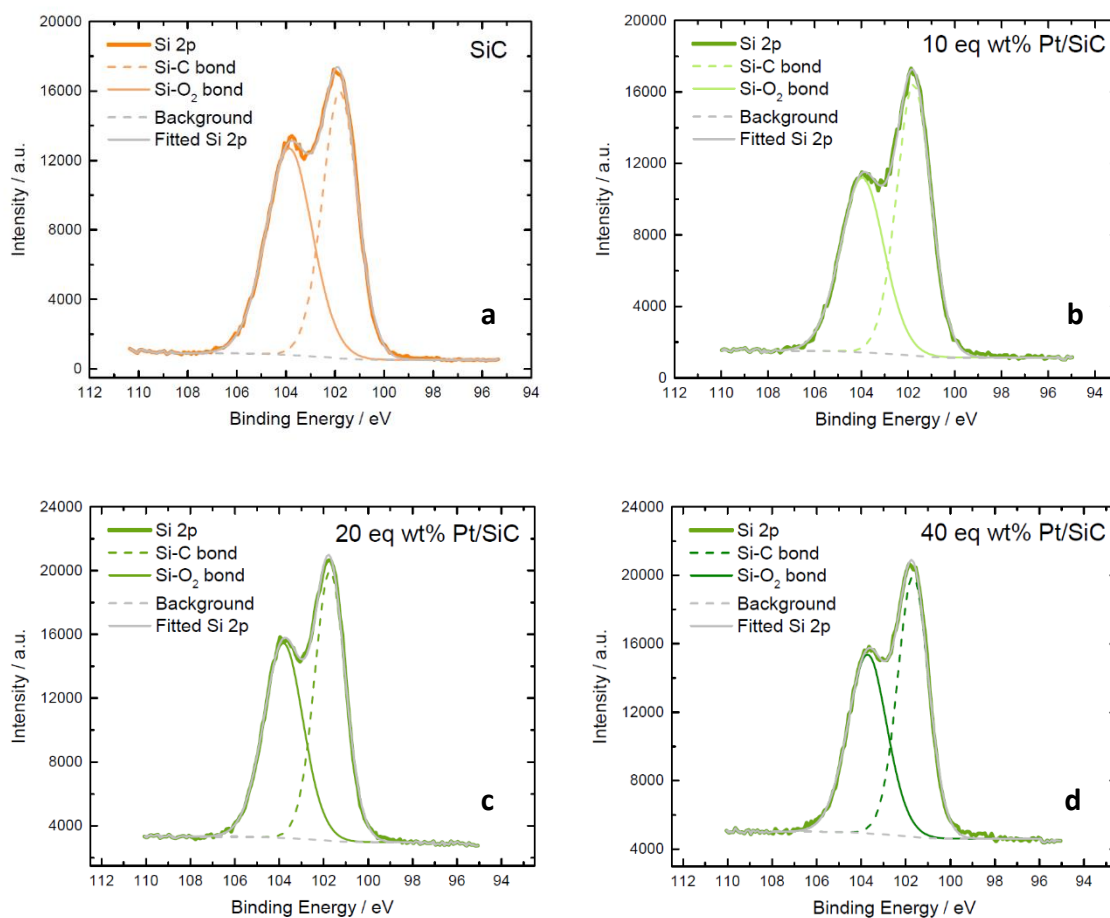 20000
16000
12000
8000
4000
0
Intensity / a.u.
Si 2p
Si-C bond
Si-O₂ bond
Background
Fitted Si 2p
SiC
a
112 110 108 106 104 102 100 98 96 94
Binding Energy / eV
20000
16000
12000
8000
4000
0
Intensity / a.u.
Si 2p
Si-C bond
Si-O₂ bond
Background
Fitted Si 2p
10 eq wt% Pt/SiC
b
112 110 108 106 104 102 100 98 96 94
Binding Energy / eV
24000
20000
16000
12000
8000
4000
Intensity / a.u.
Si 2p
Si-C bond
Si-O₂ bond
Background
Fitted Si 2p
20 eq wt% Pt/SiC
c
112 110 108 106 104 102 100 98 96 94
Binding Energy / eV
24000
20000
16000
12000
8000
4000
Intensity / a.u.
Si 2p
Si-C bond
Si-O₂ bond
Background
Fitted Si 2p
40 eq wt% Pt/SiC
d
112 110 108 106 104 102 100 98 96 94
Binding Energy / eV